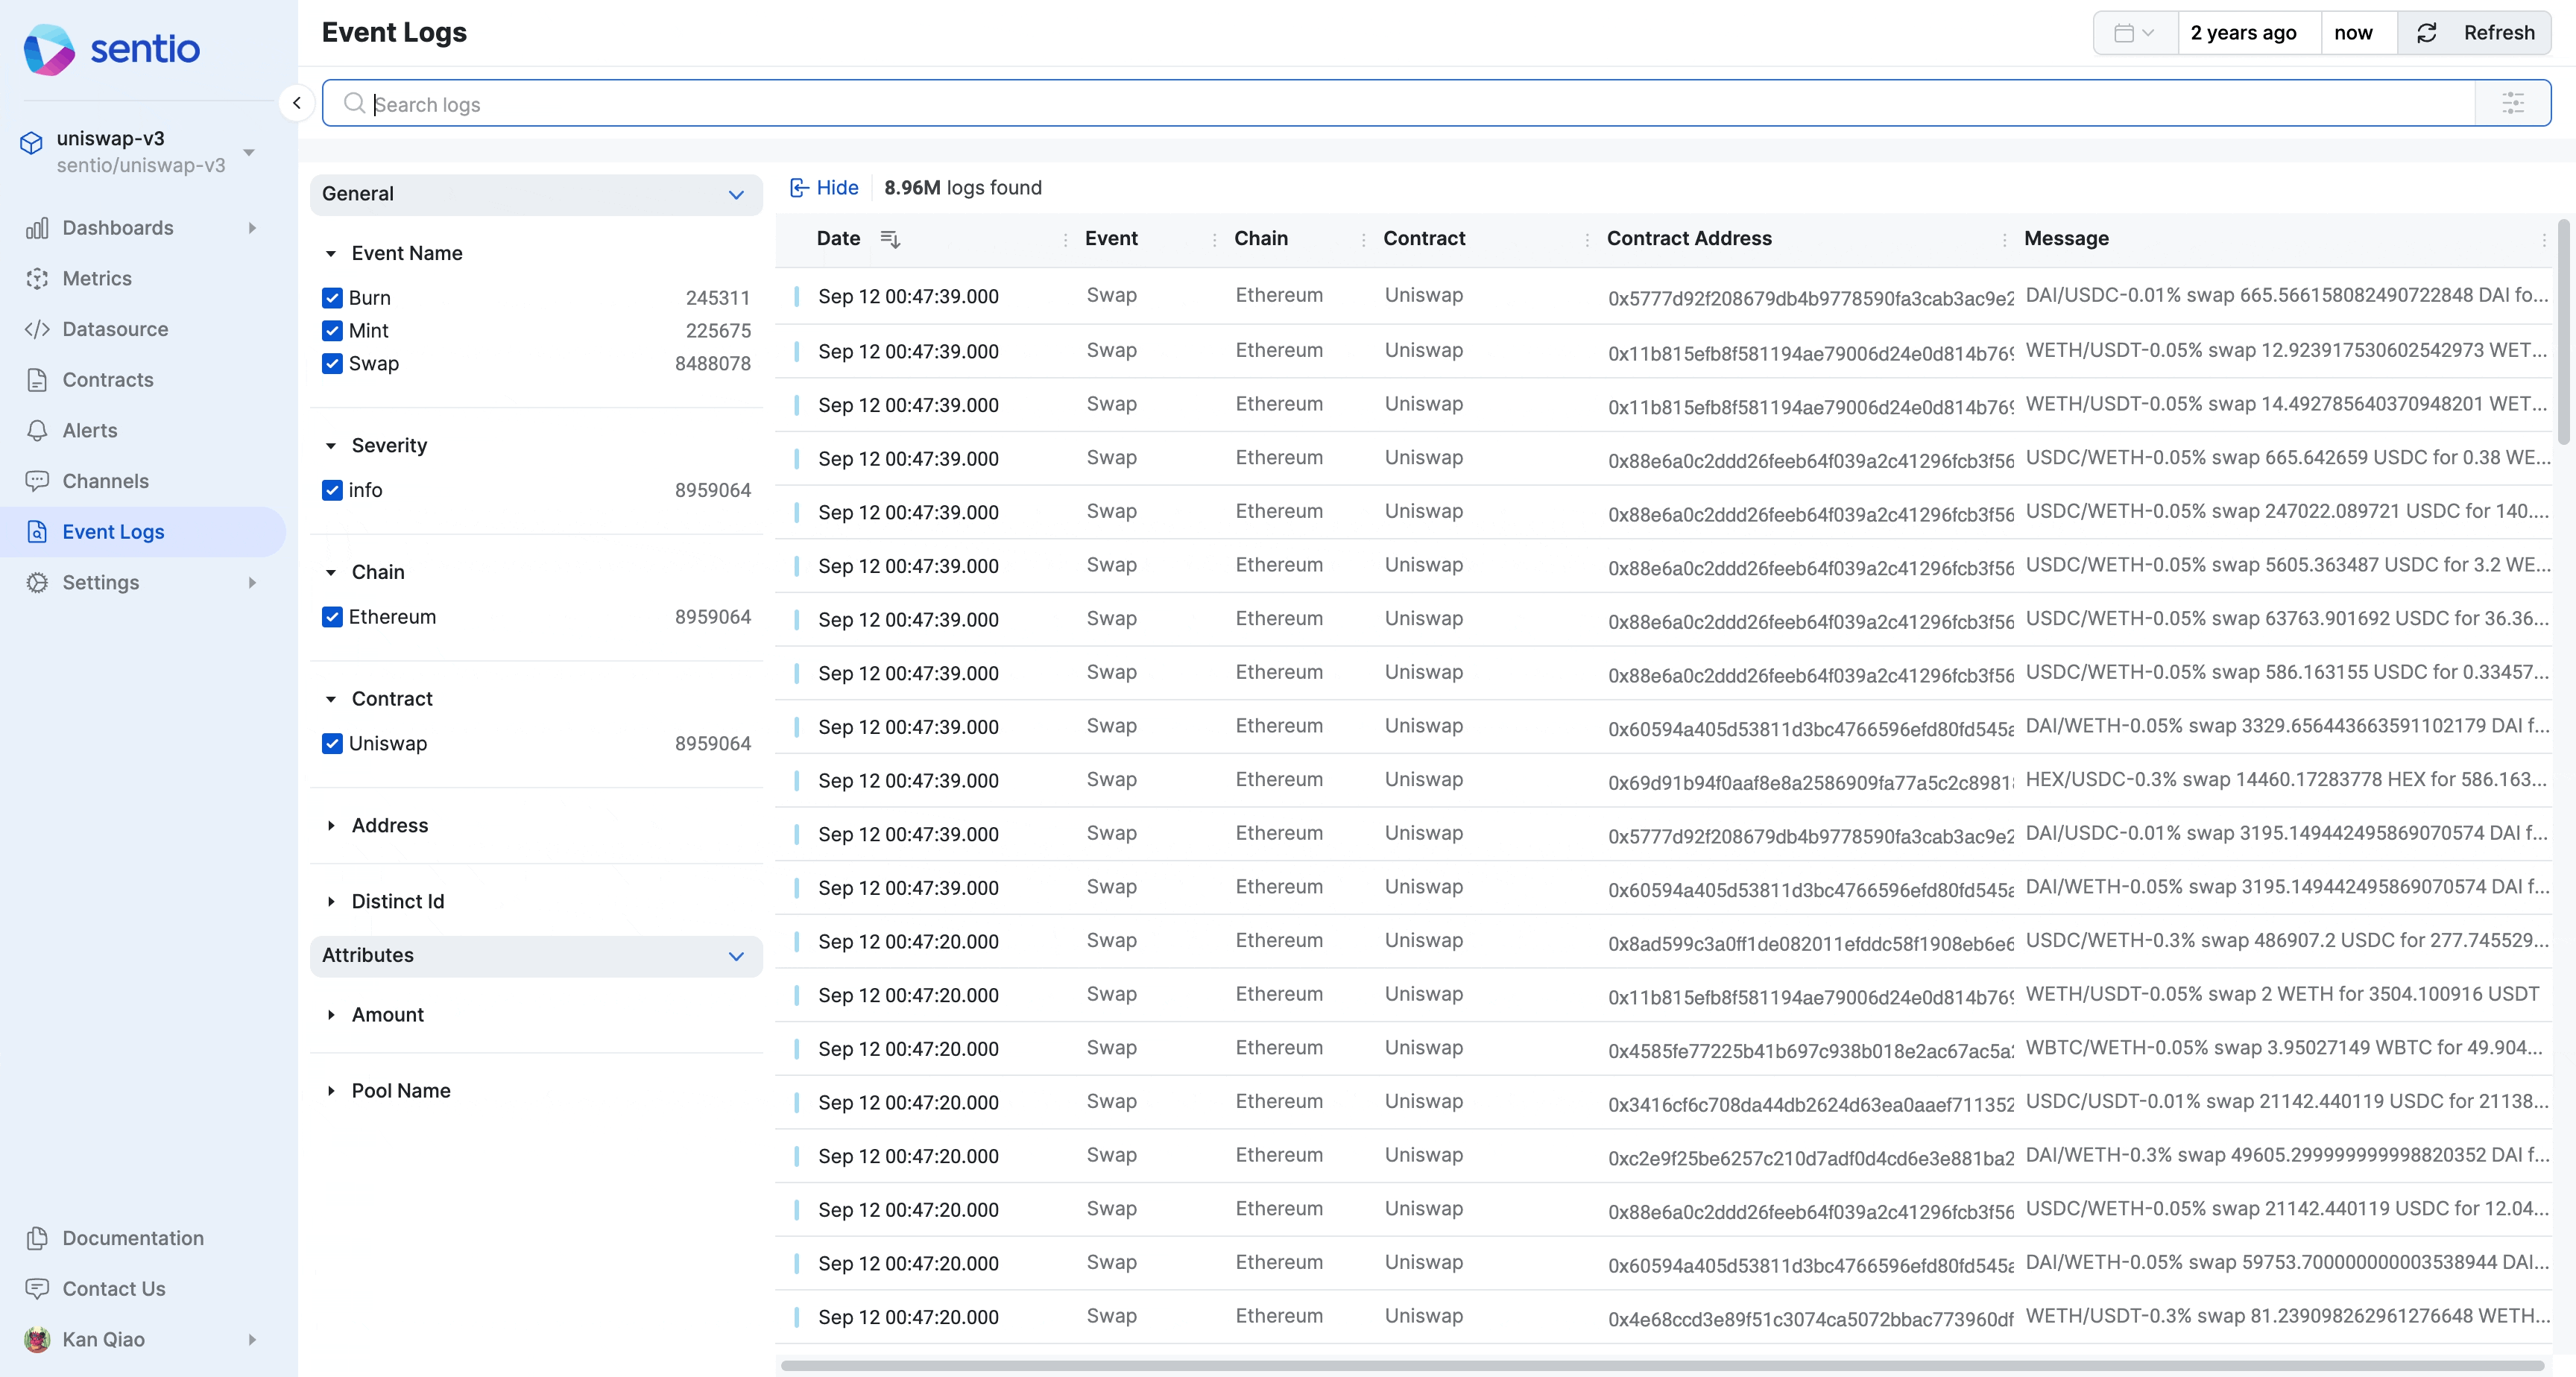 sentio
uniswap-v3
sentio/uniswap-v3
Dashboards
Metrics
Datasource
Contracts
Alerts
Channels
Event Logs
Settings
Documentation
Contact Us
Kan Qiao
Event Logs
2 years ago now Refresh
Search logs
General
Event Name
Burn 245311
Mint 225675
Swap 8488078
Severity
info 8959064
Chain
Ethereum 8959064
Contract
Uniswap 8959064
Address
Distinct Id
Attributes
Amount
Pool Name
Hide 8.96M logs found
Date Event Chain Contract Contract Address Message
Sep 12 00:47:39.000 Swap Ethereum Uniswap 0x5777d92f208679db4b9778590fa3cab3ac9e2 DAI/USDC-0.01% swap 665.566158082490722848 DAI fo...
Sep 12 00:47:39.000 Swap Ethereum Uniswap 0x11b815efb8f581194ae79006d24e0d814b769 WETH/USDT-0.05% swap 12.923917530602542973 WET...
Sep 12 00:47:39.000 Swap Ethereum Uniswap 0x11b815efb8f581194ae79006d24e0d814b769 WETH/USDT-0.05% swap 14.492785640370948201 WET...
Sep 12 00:47:39.000 Swap Ethereum Uniswap 0x88e6a0c2ddd26feeb64f039a2c41296fcb3f56 USDC/WETH-0.05% swap 665.642659 USDC for 0.38 WE...
Sep 12 00:47:39.000 Swap Ethereum Uniswap 0x88e6a0c2ddd26feeb64f039a2c41296fcb3f56 USDC/WETH-0.05% swap 247022.089721 USDC for 140....
Sep 12 00:47:39.000 Swap Ethereum Uniswap 0x88e6a0c2ddd26feeb64f039a2c41296fcb3f56 USDC/WETH-0.05% swap 5605.363487 USDC for 3.2 WE...
Sep 12 00:47:39.000 Swap Ethereum Uniswap 0x88e6a0c2ddd26feeb64f039a2c41296fcb3f56 USDC/WETH-0.05% swap 63763.901692 USDC for 36.36...
Sep 12 00:47:39.000 Swap Ethereum Uniswap 0x88e6a0c2ddd26feeb64f039a2c41296fcb3f56 USDC/WETH-0.05% swap 586.163155 USDC for 0.33457...
Sep 12 00:47:39.000 Swap Ethereum Uniswap 0x60594a405d53811d3bc4766596efd80fd545a DAI/WETH-0.05% swap 3329.656443663591102179 DAI f...
Sep 12 00:47:39.000 Swap Ethereum Uniswap 0x69d91b94f0aaf8e8a2586909fa77a5c2c8981 HEX/USDC-0.3% swap 14460.17283778 HEX for 586.163...
Sep 12 00:47:39.000 Swap Ethereum Uniswap 0x5777d92f208679db4b9778590fa3cab3ac9e2 DAI/USDC-0.01% swap 3195.149442495869070574 DAI f...
Sep 12 00:47:39.000 Swap Ethereum Uniswap 0x60594a405d53811d3bc4766596efd80fd545a DAI/WETH-0.05% swap 3195.149442495869070574 DAI f...
Sep 12 00:47:20.000 Swap Ethereum Uniswap 0x8ad599c3a0ff1de082011efddc58f1908eb6e6 USDC/WETH-0.3% swap 486907.2 USDC for 277.745529...
Sep 12 00:47:20.000 Swap Ethereum Uniswap 0x11b815efb8f581194ae79006d24e0d814b769 WETH/USDT-0.05% swap 2 WETH for 3504.100916 USDT
Sep 12 00:47:20.000 Swap Ethereum Uniswap 0x4585fe77225b41b697c938b018e2ac67ac5a WBTC/WETH-0.05% swap 3.95027149 WBTC for 49.904...
Sep 12 00:47:20.000 Swap Ethereum Uniswap 0x3416cf6c708da44db2624d63ea0aaef711352 USDC/USDT-0.01% swap 21142.440119 USDC for 21138...
Sep 12 00:47:20.000 Swap Ethereum Uniswap 0xc2e9f25be6257c210d7adf0d4cd6e3e881ba2 DAI/WETH-0.3% swap 49605.299999999998820352 DAI f...
Sep 12 00:47:20.000 Swap Ethereum Uniswap 0x88e6a0c2ddd26feeb64f039a2c41296fcb3f56 USDC/WETH-0.05% swap 21142.440119 USDC for 12.04...
Sep 12 00:47:20.000 Swap Ethereum Uniswap 0x60594a405d53811d3bc4766596efd80fd545a DAI/WETH-0.05% swap 59753.700000000003538944 DAI...
Sep 12 00:47:20.000 Swap Ethereum Uniswap 0x4e68ccd3e89f51c3074ca5072bbac773960df WETH/USDT-0.3% swap 81.239098262961276648 WETH...